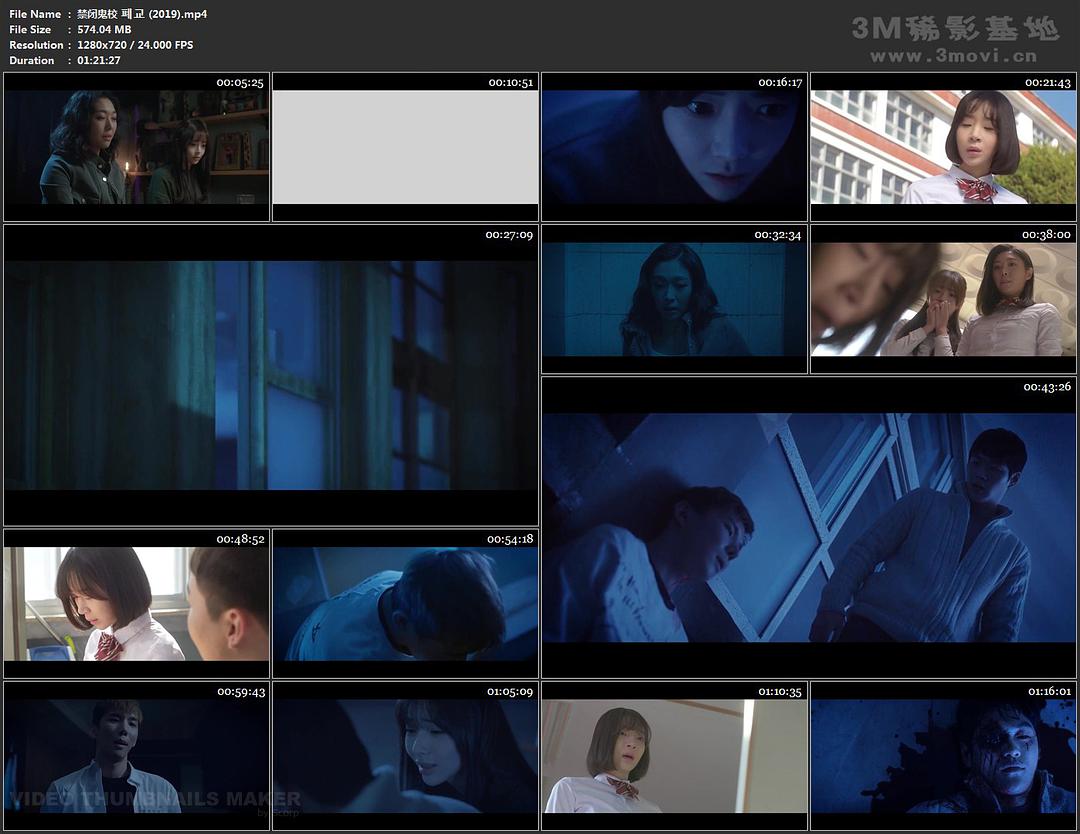 File Name : 禁闭鬼校 폐교 (2019).mp4
File Size : 574.04 MB
Resolution : 1280x720 / 24.000 FPS
Duration : 01:21:27
3M稀影基地
www.3movi.cn
00:05:25
00:10:51
00:16:17
00:21:43
00:27:09
00:32:34
00:38:00
00:43:26
00:48:52
00:54:18
00:59:43
01:05:09
01:10:35
01:16:01
VIDEO THUMBNAILS MAKER
by Scorp